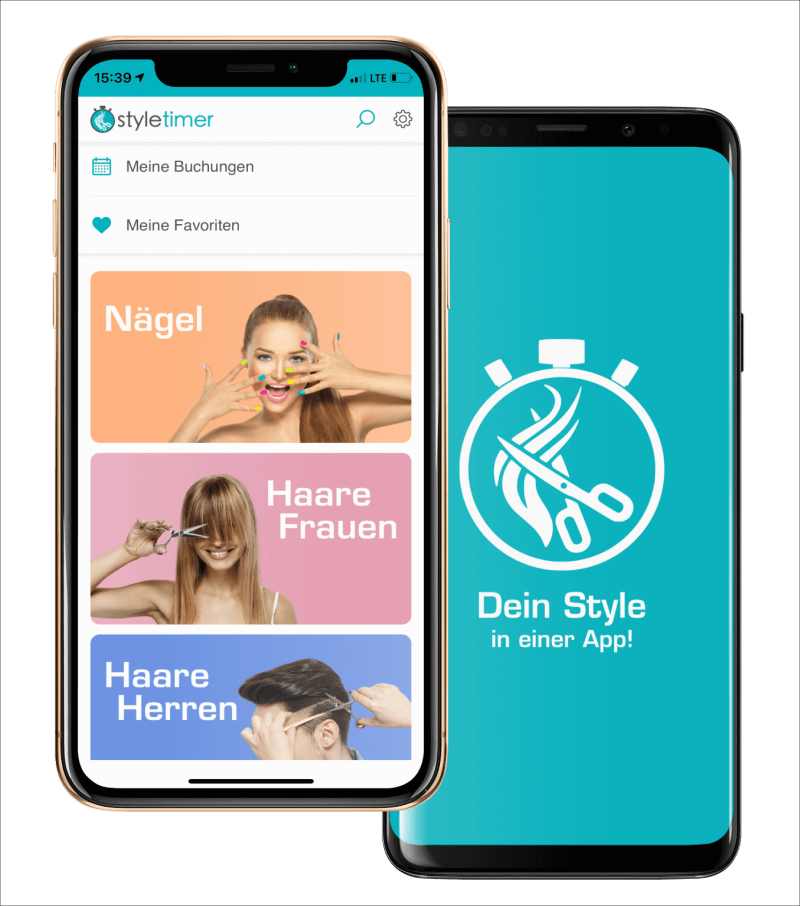 15:39
LTE
styletimer
Meine Buchungen
Meine Favoriten
Nägel
Haare
Frauen
Haare
Herren
Dein Style
in einer App!